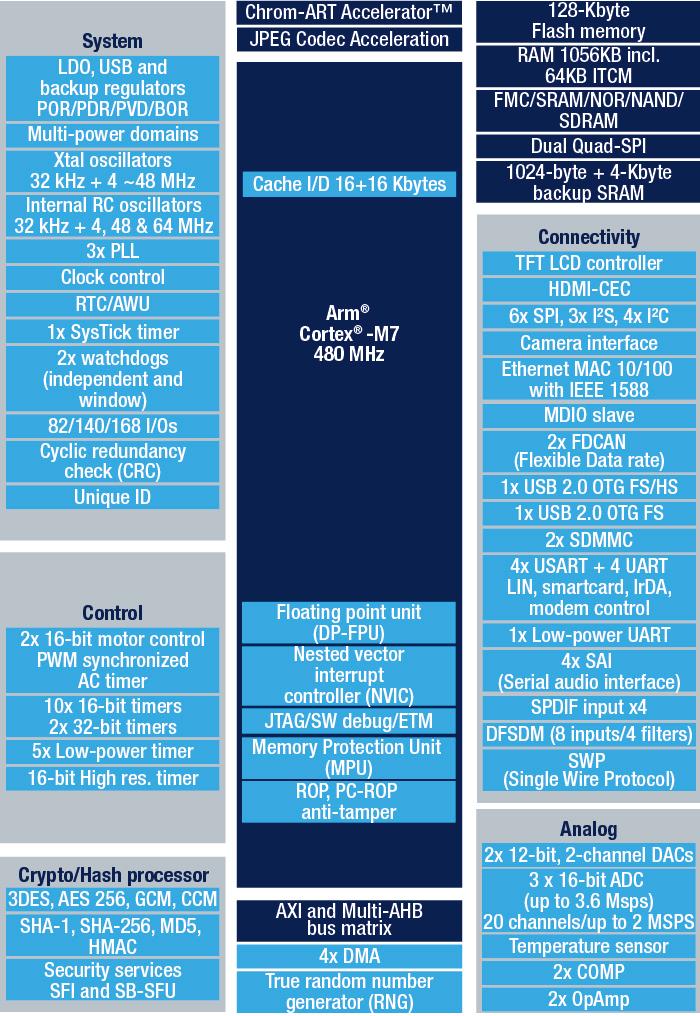 System
LDO, USB and
backup regulators
POR/PDR/PVD/BOR
Multi-power domains
Xtal oscillators
32 kHz + 4 ~48 MHz
Internal RC oscillators
32 kHz + 4, 48 & 64 MHz
3x PLL
Clock control
RTC/AWU
1x SysTick timer
2x watchdogs
(independent and
window)
82/140/168 I/Os
Cyclic redundancy
check (CRC)
Unique ID
Control
2x 16-bit motor control
PWM synchronized
AC timer
10x 16-bit timers
2x 32-bit timers
5x Low-power timer
16-bit High res. timer
Crypto/Hash processor
3DES, AES 256, GCM, CCM
SHA-1, SHA-256, MD5,
HMAC
Security services
SFI and SB-SFU
Chrom-ART Accelerator™
JPEG Codec Acceleration
Cache I/D 16+16 Kbytes
Arm®
Cortex® -M7
480 MHz
Floating point unit
(DP-FPU)
Nested vector
interrupt
controller (NVIC)
JTAG/SW debug/ETM
Memory Protection Unit
(MPU)
ROP, PC-ROP
anti-tamper
AXI and Multi-AHB
bus matrix
4x DMA
True random number
generator (RNG)
128-Kbyte
Flash memory
RAM 1056KB incl.
64KB ITCM
FMC/SRAM/NOR/NAND/
SDRAM
Dual Quad-SPI
1024-byte + 4-Kbyte
backup SRAM
Connectivity
TFT LCD controller
HDMI-CEC
6x SPI, 3x I²S, 4x I²C
Camera interface
Ethernet MAC 10/100
with IEEE 1588
MDIO slave
2x FDCAN
(Flexible Data rate)
1x USB 2.0 OTG FS/HS
1x USB 2.0 OTG FS
2x SDMMC
4x USART + 4 UART
LIN, smartcard, IrDA,
modem control
1x Low-power UART
4x SAI
(Serial audio interface)
SPDIF input x4
DFSDM (8 inputs/4 filters)
SWP
(Single Wire Protocol)
Analog
2x 12-bit, 2-channel DACs
3 x 16-bit ADC
(up to 3.6 Msps)
20 channels/up to 2 MSPS
Temperature sensor
2x COMP
2x OpAmp